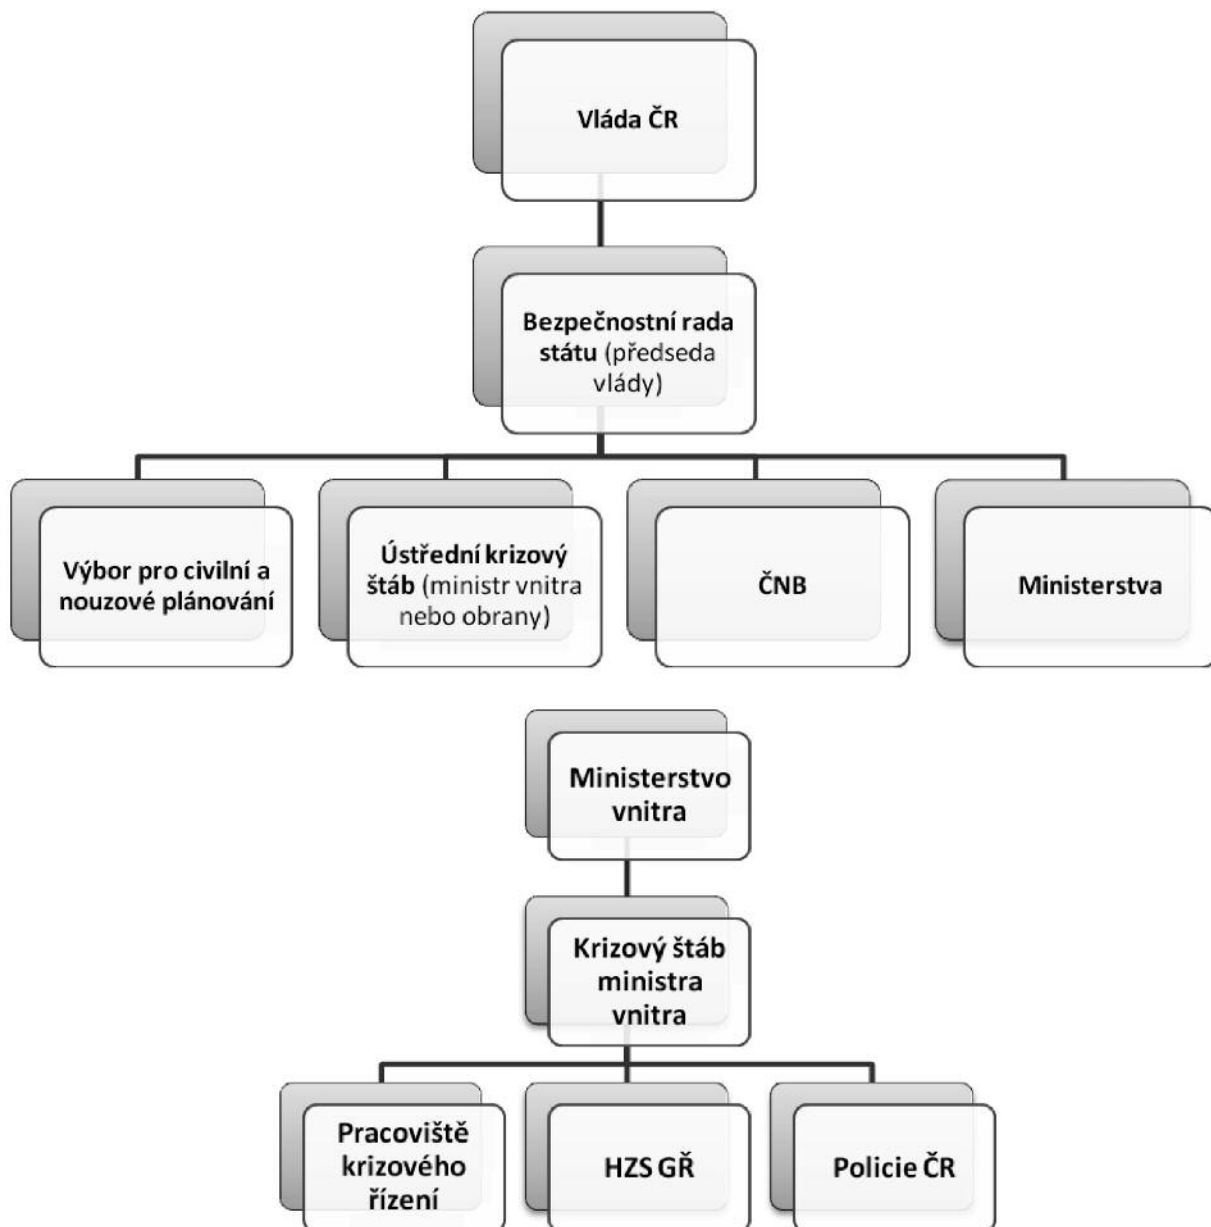 Vláda ČR
Bezpečnostní rada
státu (předseda
vlády)
Výbor pro civilní a
nouzové plánování
Ústřední krizový
štáb (ministr vnitra
nebo obrany)
ČNB
Ministerstva
Ministerstvo
vnitra
Krizový štáb
ministra
vnitra
Pracoviště
krizového
řízení
HZS GŘ
Policie ČR